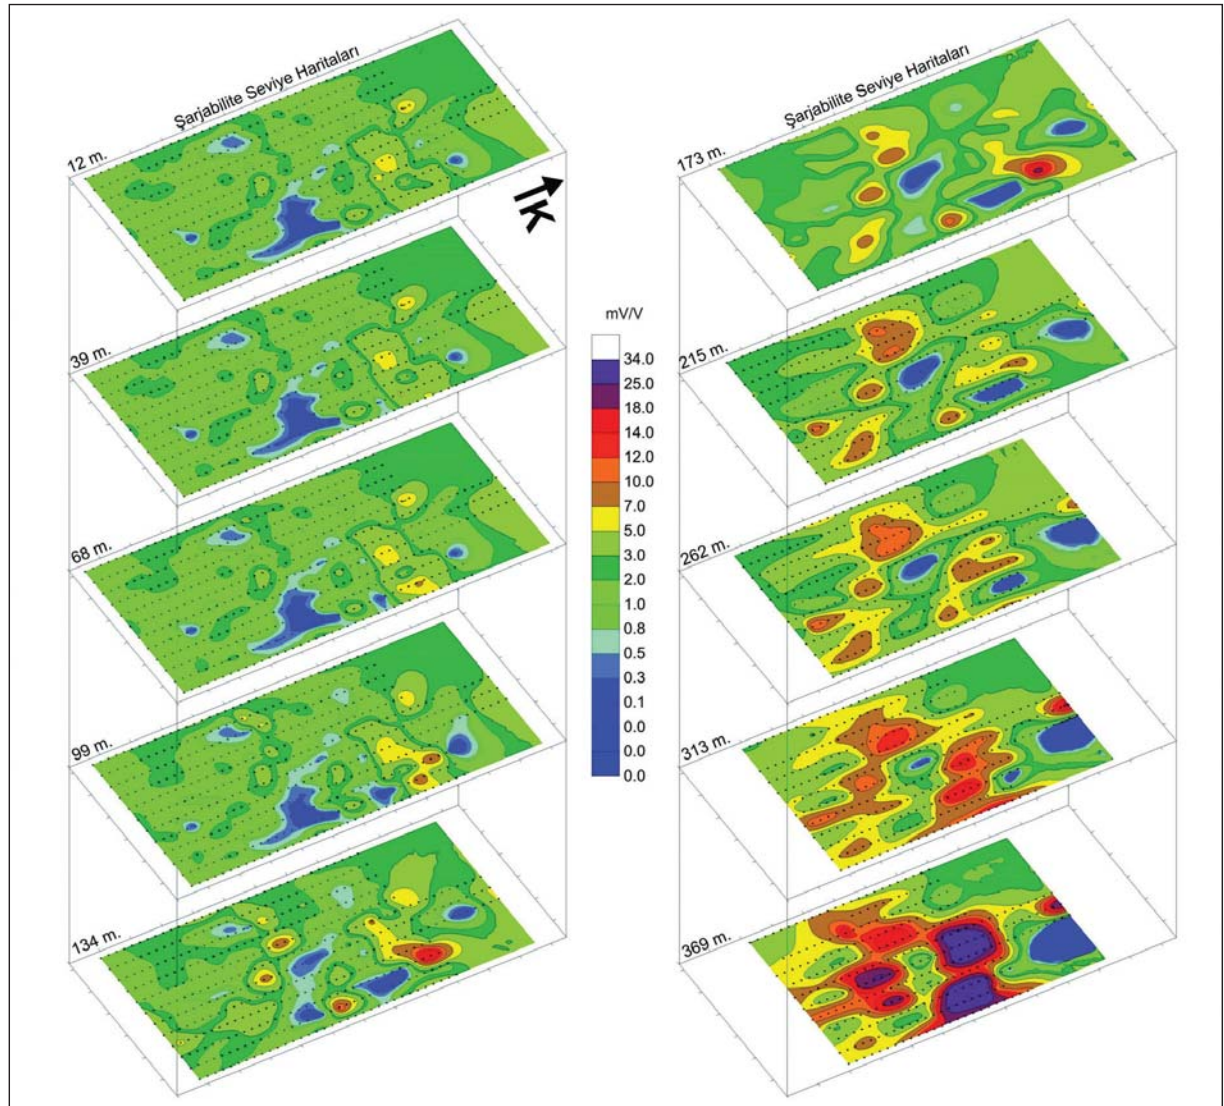 Şarjabilite Seviye Haritaları
12 m.
39 m.
68 m.
99 m.
134 m.
K
mV/V
34.0
25.0
18.0
14.0
12.0
10.0
7.0
5.0
3.0
2.0
1.0
0.8
0.5
0.3
0.1
0.0
0.0
0.0
Şarjabilite Seviye Haritaları
173 m.
215 m.
262 m.
313 m.
369 m.